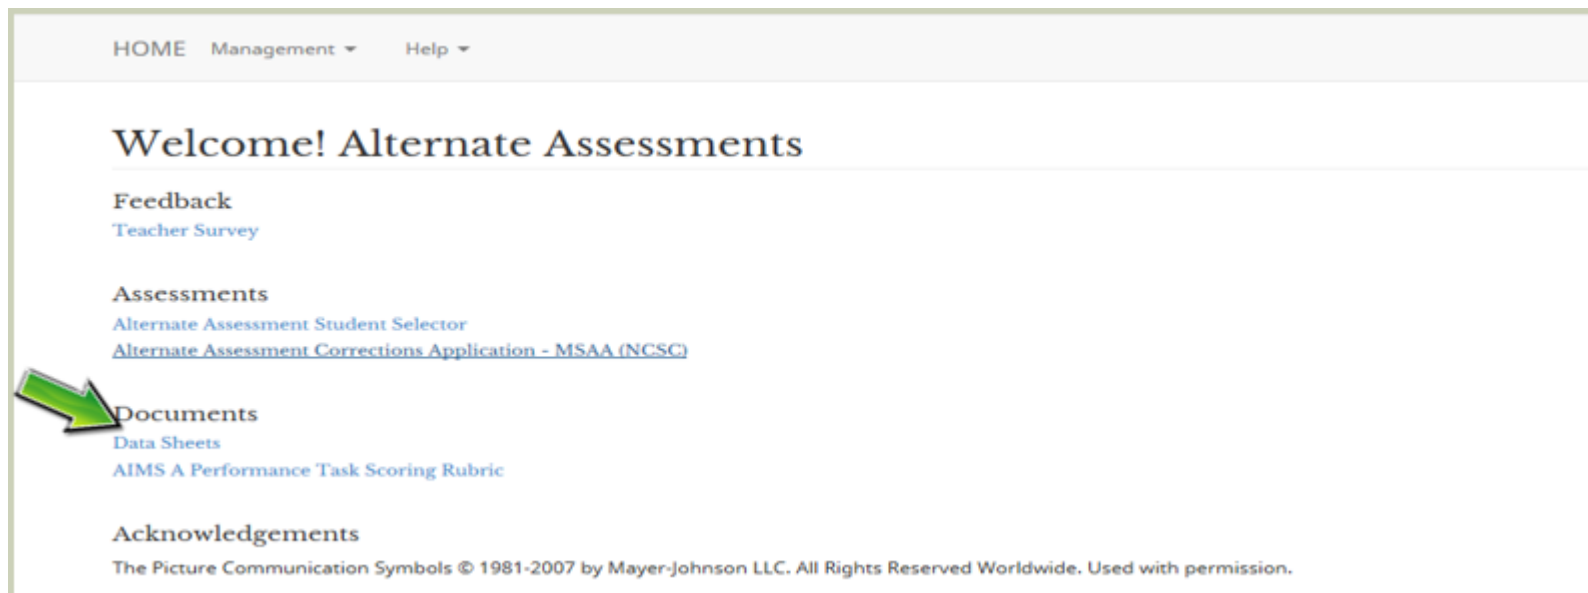 HOME Management Help
Welcome! Alternate Assessments
Feedback
Teacher Survey
Assessments
Alternate Assessment Student Selector
Alternate Assessment Corrections Application - MSAA (NCSC)
Documents
Data Sheets
AIMS A Performance Task Scoring Rubric
Acknowledgements
The Picture Communication Symbols © 1981-2007 by Mayer-Johnson LLC. All Rights Reserved Worldwide. Used with permission.